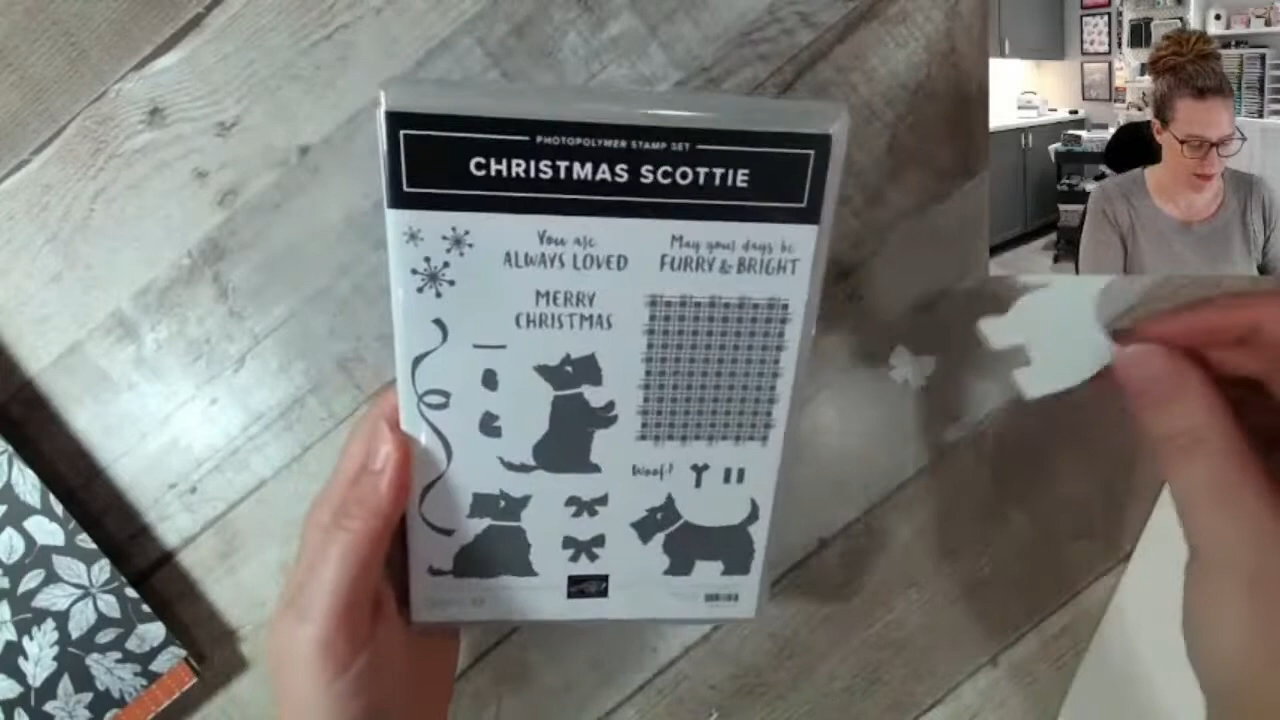 PHOTOPOLYMER STAMP SET
CHRISTMAS SCOTTIE
You are
ALWAYS LOVED
May your days be
FURRY & BRIGHT
MERRY
CHRISTMAS
Woof!